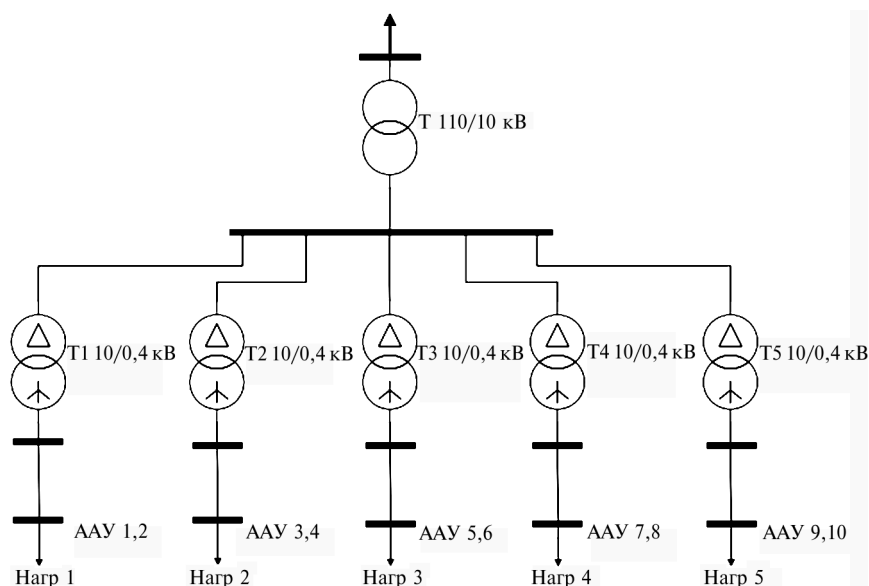 Т 110/10 кВ
Т1 10/0,4 кВ
Т2 10/0,4 кВ
Т3 10/0,4 кВ
Т4 10/0,4 кВ
Т5 10/0,4 кВ
ААУ 1,2
ААУ 3,4
ААУ 5,6
ААУ 7,8
ААУ 9,10
Нагр 1
Нагр 2
Нагр 3
Нагр 4
Нагр 5